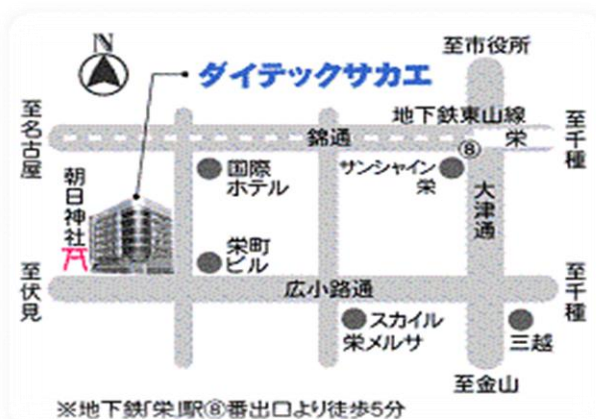 N
至市役所
ダイテックサカエ
地下鉄東山線
至名古屋
錦通
栄
至千種
⑧
国際
ホテル
サンシャイン
栄
朝日神社
大津通
栄町
ビル
至伏見
広小路通
至千種
スカイル
栄メルサ
三越
至金山
※地下鉄「栄」駅⑧番出口より徒歩5分